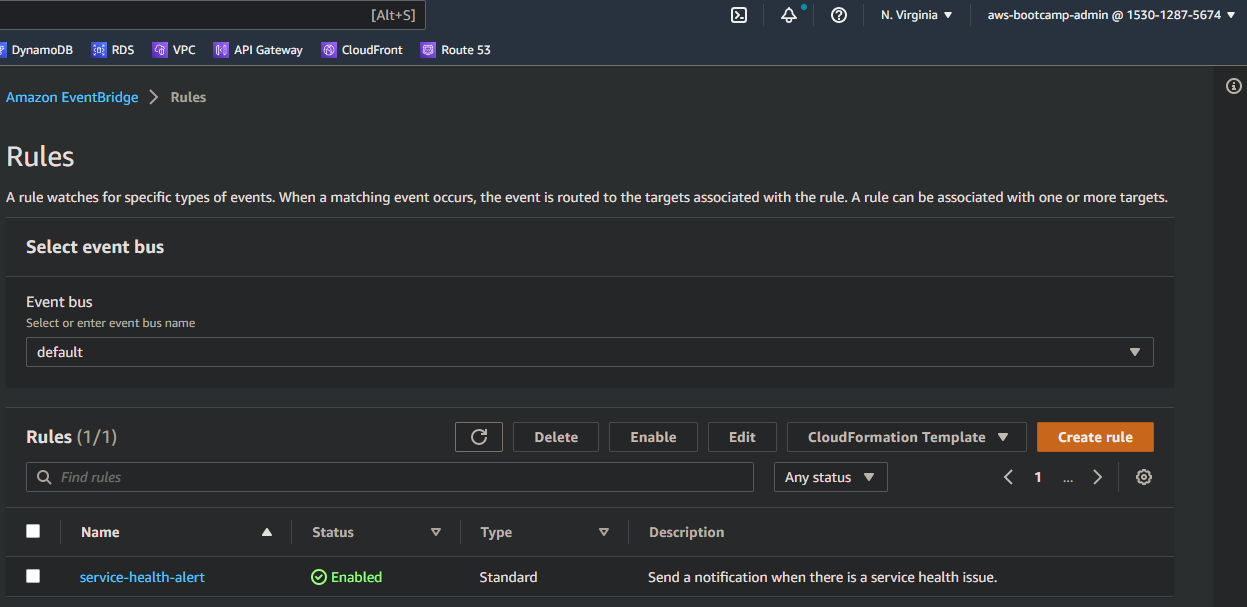 [Alt+S]
N. Virginia
aws-bootcamp-admin @ 1530-1287-5674
DynamoDB RDS VPC API Gateway CloudFront Route 53
Amazon EventBridge Rules
Rules
A rule watches for specific types of events. When a matching event occurs, the event is routed to the targets associated with the rule. A rule can be associated with one or more targets.
Select event bus
Event bus
Select or enter event bus name
default
Rules (1/1) Delete Enable Edit CloudFormation Template Create rule
Find rules Any status 1 ...
Name Status Type Description
service-health-alert Enabled Standard Send a notification when there is a service health issue.